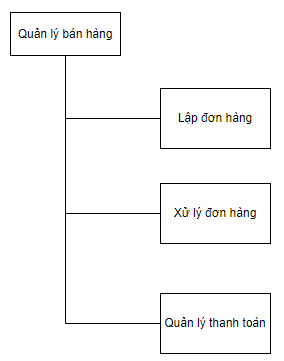 Quản lý bán hàng
Lập đơn hàng
Xử lý đơn hàng
Quản lý thanh toán